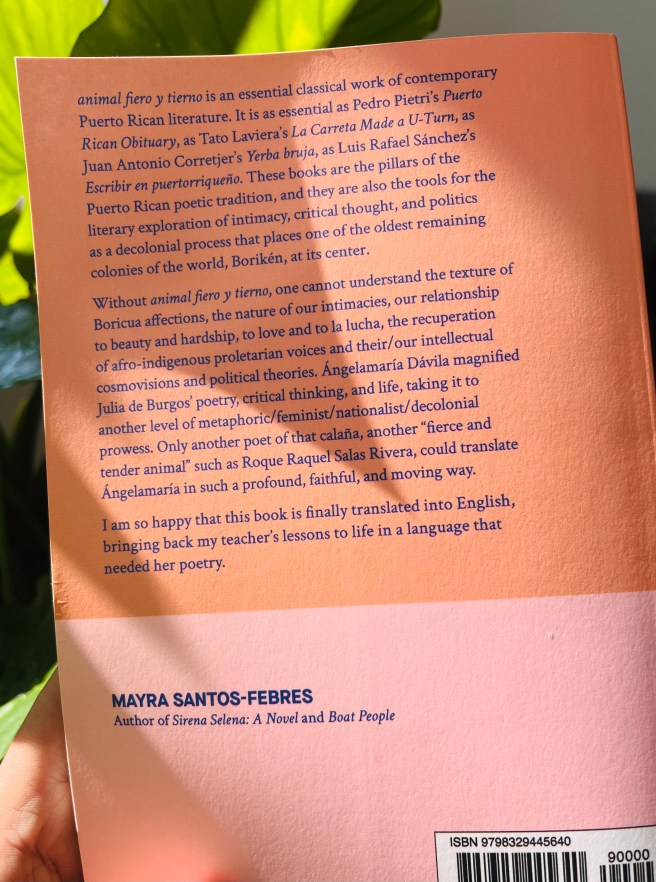 animal fiero y tierno is an essential classical work of contemporary
Puerto Rican literature. It is as essential as Pedro Pietri's Puerto
Rican Obituary, as Tato Laviera's La Carreta Made a U-Turn, as
Juan Antonio Corretjer's Yerba bruja, as Luis Rafael Sánchez's
Escribir en puertorriqueño. These books are the pillars of the
Puerto Rican poetic tradition, and they are also the tools for the
literary exploration of intimacy, critical thought, and politics
as a decolonial process that places one of the oldest remaining
colonies of the world, Borikén, at its center.
Without animal fiero y tierno, one cannot understand the texture of
Boricua affections, the nature of our intimacies, our relationship
to beauty and hardship, to love and to la lucha, the recuperation
of afro-indigenous proletarian voices and their/our intellectual
cosmovisions and political theories. Ángelamaría Dávila magnified
Julia de Burgos' poetry, critical thinking, and life, taking it to
another level of metaphoric/feminist/nationalist/decolonial
prowess. Only another poet of that calaña, another “fierce and
tender animal” such as Roque Raquel Salas Rivera, could translate
Ángelamaría in such a profound, faithful, and moving way.
I am so happy that this book is finally translated into English,
bringing back my teacher's lessons to life in a language that
needed her poetry.
MAYRA SANTOS-FEBRES
Author of Sirena Selena: A Novel and Boat People
ISBN 9798329445640
90000